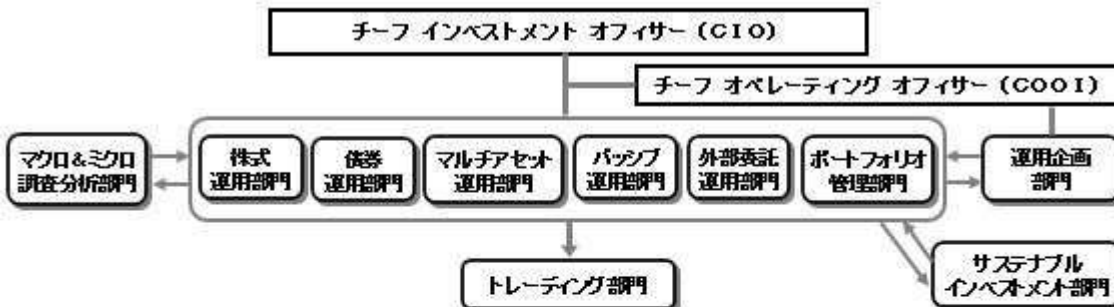 チーフ インベストメント オフィサー（CIO）
チーフ オペレーティング オフィサー（COOI）
マクロ&ミクロ
調査分析部門
株式
運用部門
債券
運用部門
マルチアセット
運用部門
パッシブ
運用部門
外部委託
運用部門
ポートフォリオ
管理部門
運用企画
部門
トレーディング部門
サステナブル
インベストメント部門